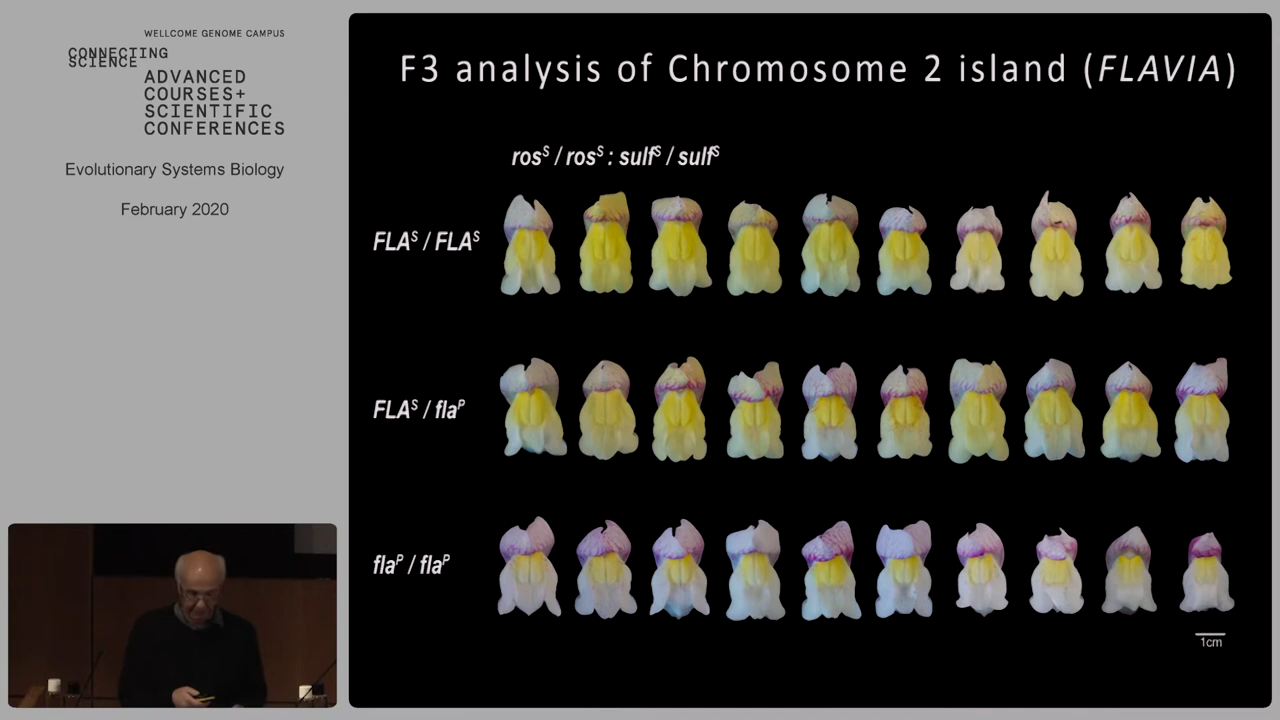 WELLCOME GENOME CAMPUS
CONNECTING
SCIENCE
ADVANCED
COURSES+
SCIENTIFIC
CONFERENCES
Evolutionary Systems Biology
February 2020
F3 analysis of Chromosome 2 island (FLAVIA)
rosˢ / rosˢ : sulfˢ / sulfˢ
FLAˢ / FLAˢ
FLAˢ / flaᴾ
flaᴾ / flaᴾ
1cm